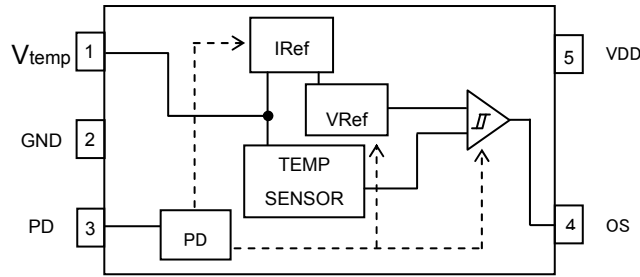 Vtemp
1
IRef
5
VDD
VRef
GND
2
TEMP
SENSOR
PD
3
PD
4
OS